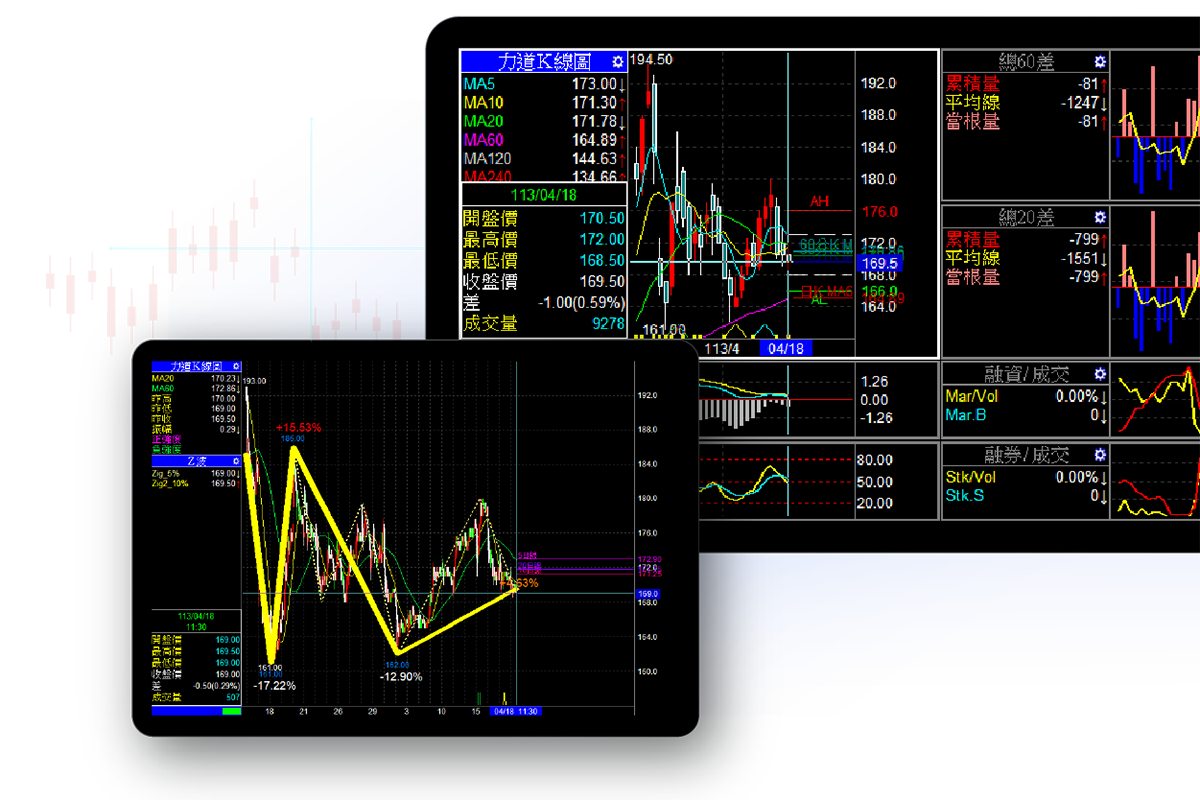 力道K線圖
194.50
MA5 173.00↓
MA10 171.30↑
MA20 171.78↓
MA60 164.89↑
MA120 144.63↑
MA240 134.66↑
113/04/18
開盤價 170.50
最高價 172.00
最低價 168.50
收盤價 169.50
差 -1.00(0.59%)
成交量 9278
192.0
188.0
184.0
180.0
AH
176.0
172.0
169.5
168.0
166.0
AL
164.0
161.00
113/4
04/18
總60差
累積量 -81↑
平均線 -1247↓
當根量 -81↑
總20差
累積量 -799↑
平均線 -1551↓
當根量 -799↑
1.26
0.00
-1.26
融資/成交
Mar/Vol 0.00%↓
Mar.B 0↓
80.00
50.00
20.00
融券/成交
Stk/Vol 0.00%↓
Stk.S 0↓
力道K線圖
193.00
MA20 170.23↓
MA60 172.86↓
昨高 170.00
昨低 169.00
昨收 169.50
振幅 0.29↓
Z波
Zig_5% 169.00↓
Zig2_10% 169.50↑
+15.53%
186.00
192.0
188.0
184.0
180.0
176.0
172.90
172.0
171.25
169.0
168.0
164.0
160.0
161.00
161.00
-17.22%
162.00
-12.90%
113/04/18
11:30
開盤價 169.00
最高價 169.50
最低價 169.00
收盤價 169.00
差 -0.50(0.29%)
成交量 507
18 21 26 29 3 10 15 04/18 11:30